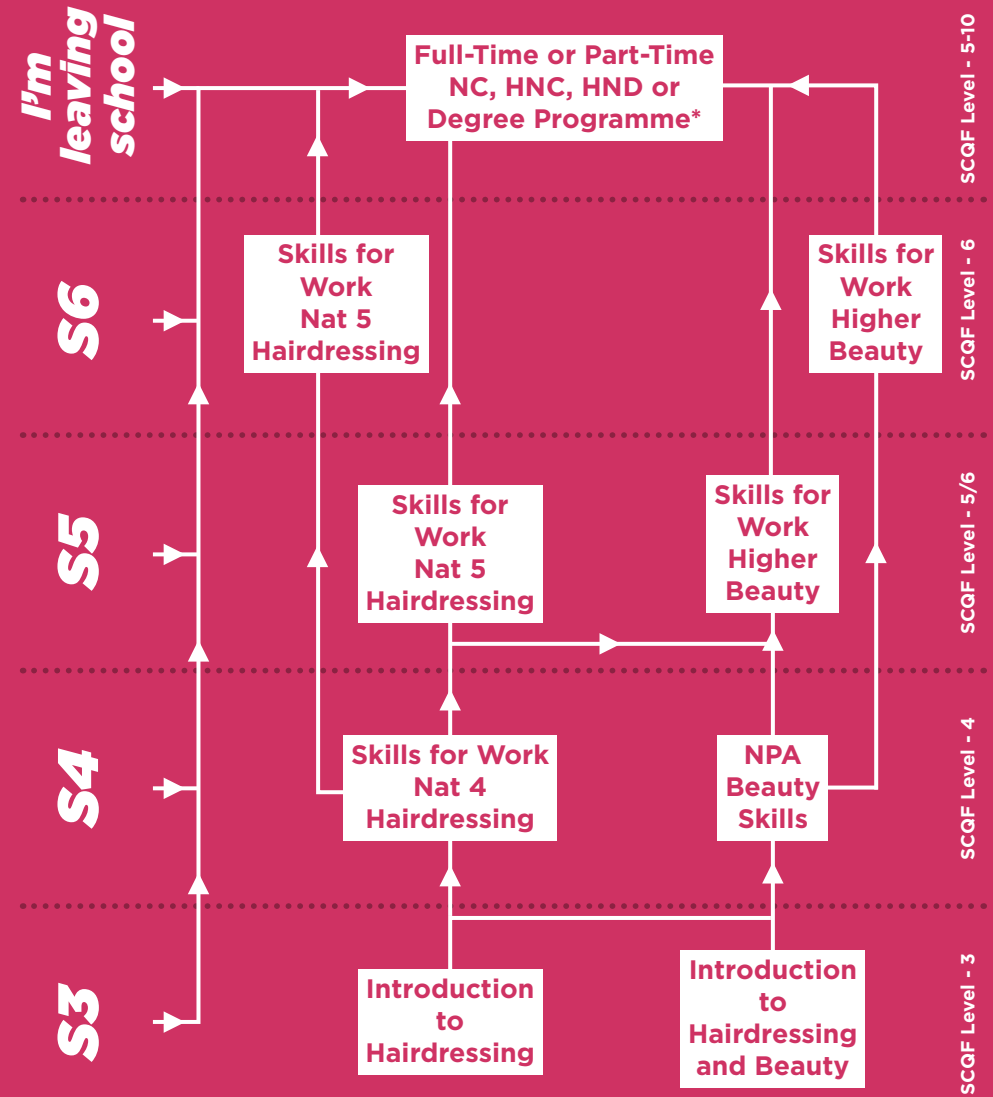 I'm
leaving
school
Full-Time or Part-Time
NC, HNC, HND or
Degree Programme*
SCQF Level - 5-10
S6
Skills for
Work
Nat 5
Hairdressing
Skills for
Work
Higher
Beauty
SCQF Level - 6
S5
Skills for
Work
Nat 5
Hairdressing
Skills for
Work
Higher
Beauty
SCQF Level - 5/6
S4
Skills for Work
Nat 4
Hairdressing
NPA
Beauty
Skills
SCQF Level - 4
S3
Introduction
to
Hairdressing
Introduction
to
Hairdressing
and Beauty
SCQF Level - 3